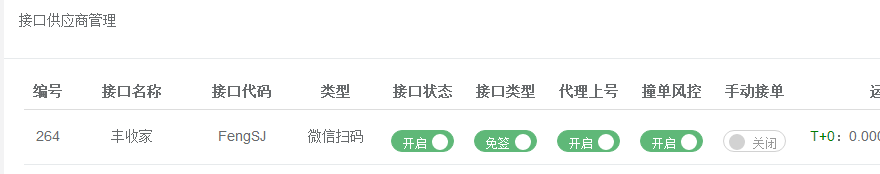 接口供应商管理
编号 接口名称 接口代码 类型 接口状态 接口类型 代理上号 撞单风控 手动接单
264 丰收家 FengSJ 微信扫码 开启 免签 开启 开启 关闭 T+0：0.000